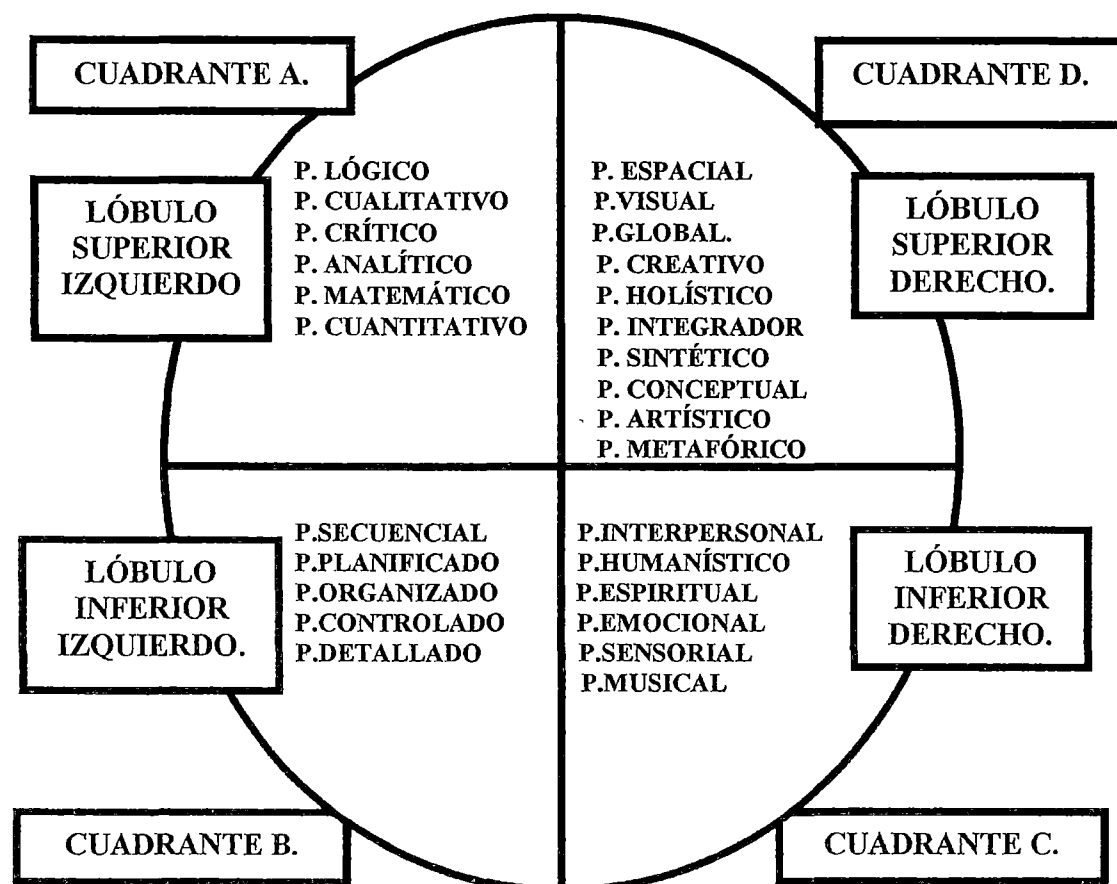 CUADRANTE A.
LÓBULO
SUPERIOR
IZQUIERDO
P. LÓGICO
P. CUALITATIVO
P. CRÍTICO
P. ANALÍTICO
P. MATEMÁTICO
P. CUANTITATIVO
CUADRANTE D.
P. ESPACIAL
P.VISUAL
P.GLOBAL.
P. CREATIVO
P. HOLÍSTICO
P. INTEGRADOR
P. SINTÉTICO
P. CONCEPTUAL
P. ARTÍSTICO
P. METAFÓRICO
LÓBULO
SUPERIOR
DERECHO.
LÓBULO
INFERIOR
IZQUIERDO.
P.SECUENCIAL
P.PLANIFICADO
P.ORGANIZADO
P.CONTROLADO
P.DETALLADO
CUADRANTE B.
P.INTERPERSONAL
P.HUMANÍSTICO
P.ESPIRITUAL
P.EMOCIONAL
P.SENSORIAL
P.MUSICAL
LÓBULO
INFERIOR
DERECHO.
CUADRANTE C.